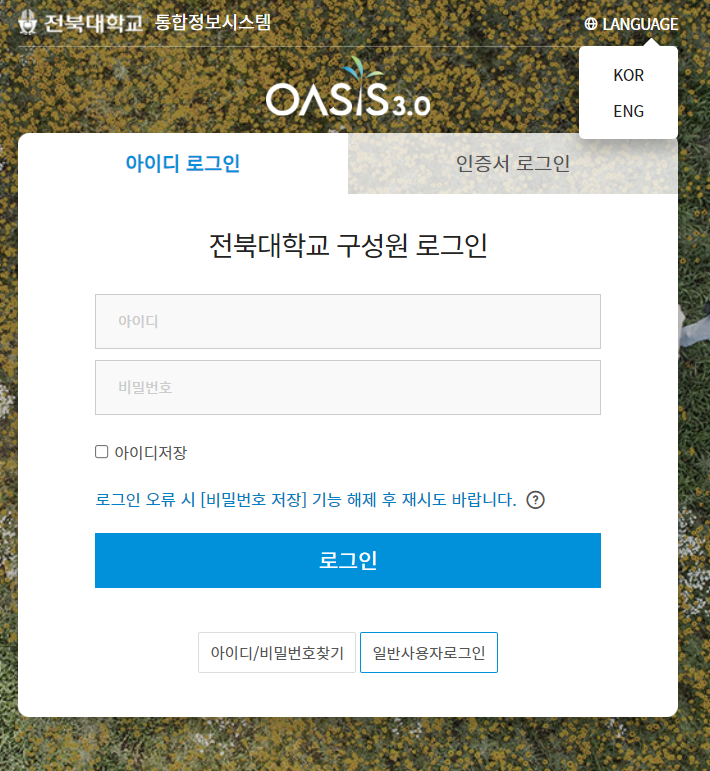 전북대학교 통합정보시스템
LANGUAGE
KOR
ENG
OASIS 3.0
아이디 로그인
인증서 로그인
전북대학교 구성원 로그인
아이디
비밀번호
아이디저장
로그인 오류 시 [비밀번호 저장] 기능 해제 후 재시도 바랍니다. ?
로그인
아이디/비밀번호찾기
일반사용자로그인